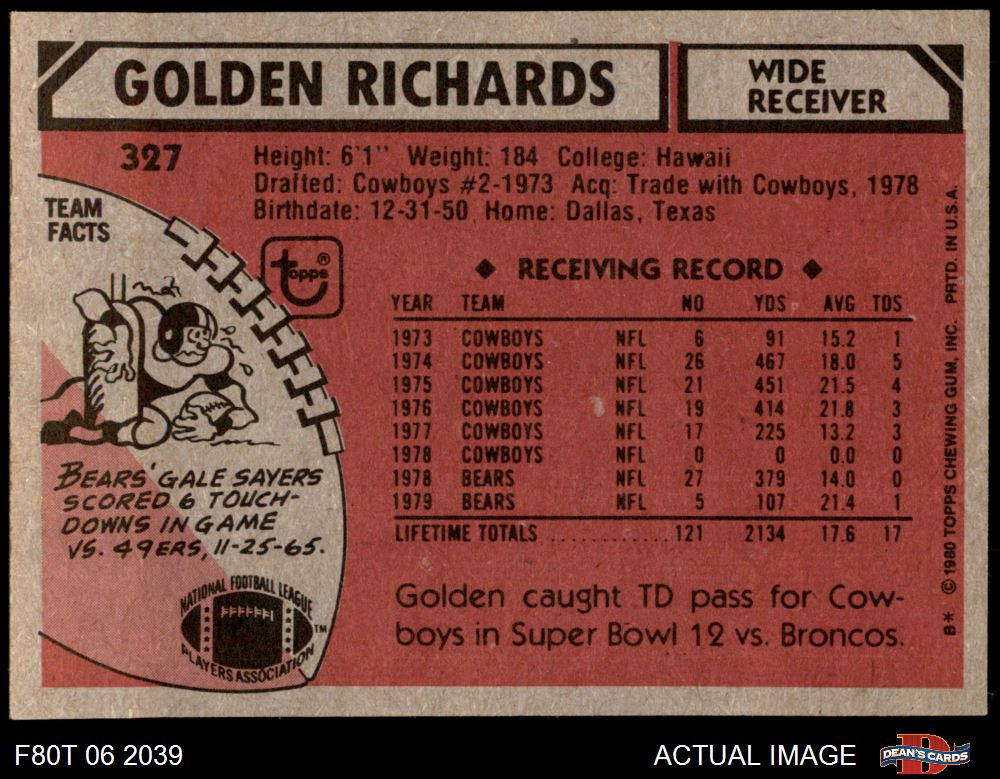 GOLDEN RICHARDS
WIDE
RECEIVER
327
Height: 6'1" Weight: 184 College: Hawaii
Drafted: Cowboys #2-1973 Acq: Trade with Cowboys, 1978
Birthdate: 12-31-50 Home: Dallas, Texas
TEAM
FACTS
topps®
BEARS' GALE SAYERS
SCORED 6 TOUCH-
DOWNS IN GAME
VS. 49ERS, 11-25-65.
NATIONAL FOOTBALL LEAGUE
PLAYERS ASSOCIATION
TM
◆ RECEIVING RECORD ◆
YEAR TEAM NO YDS AVG TDS
1973 COWBOYS NFL 6 91 15.2 1
1974 COWBOYS NFL 26 467 18.0 5
1975 COWBOYS NFL 21 451 21.5 4
1976 COWBOYS NFL 19 414 21.8 3
1977 COWBOYS NFL 17 225 13.2 3
1978 COWBOYS NFL 0 0 0.0 0
1978 BEARS NFL 27 379 14.0 0
1979 BEARS NFL 5 107 21.4 1
LIFETIME TOTALS ............ 121 2134 17.6 17
Golden caught TD pass for Cow-
boys in Super Bowl 12 vs. Broncos.
B* © 1980 TOPPS CHEWING GUM, INC. PRTD. IN U.S.A.
F80T 06 2039
ACTUAL IMAGE
DEAN'S CARDS